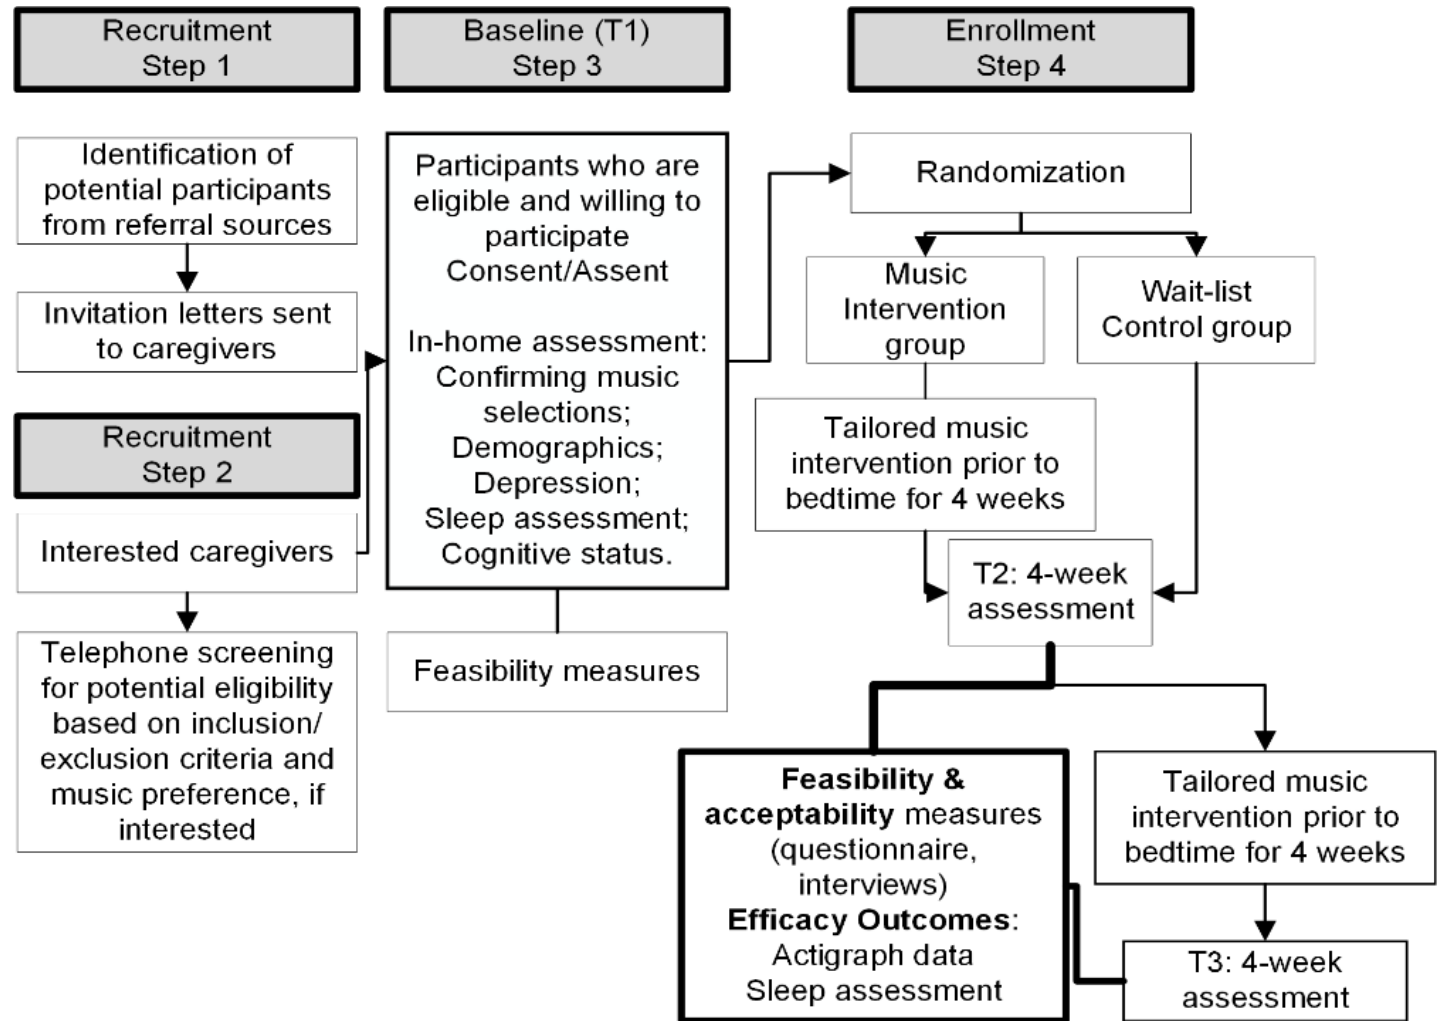 Recruitment
Step 1
Identification of
potential participants
from referral sources
Invitation letters sent
to caregivers
Recruitment
Step 2
Interested caregivers
Telephone screening
for potential eligibility
based on inclusion/
exclusion criteria and
music preference, if
interested
Baseline (T1)
Step 3
Participants who are
eligible and willing to
participate
Consent/Assent
In-home assessment:
Confirming music
selections;
Demographics;
Depression;
Sleep assessment;
Cognitive status.
Feasibility measures
Enrollment
Step 4
Randomization
Music
Intervention
group
Wait-list
Control group
Tailored music
intervention prior to
bedtime for 4 weeks
T2: 4-week
assessment
Feasibility &
acceptability measures
(questionnaire,
interviews)
Efficacy Outcomes:
Actigraph data
Sleep assessment
Tailored music
intervention prior to
bedtime for 4 weeks
T3: 4-week
assessment